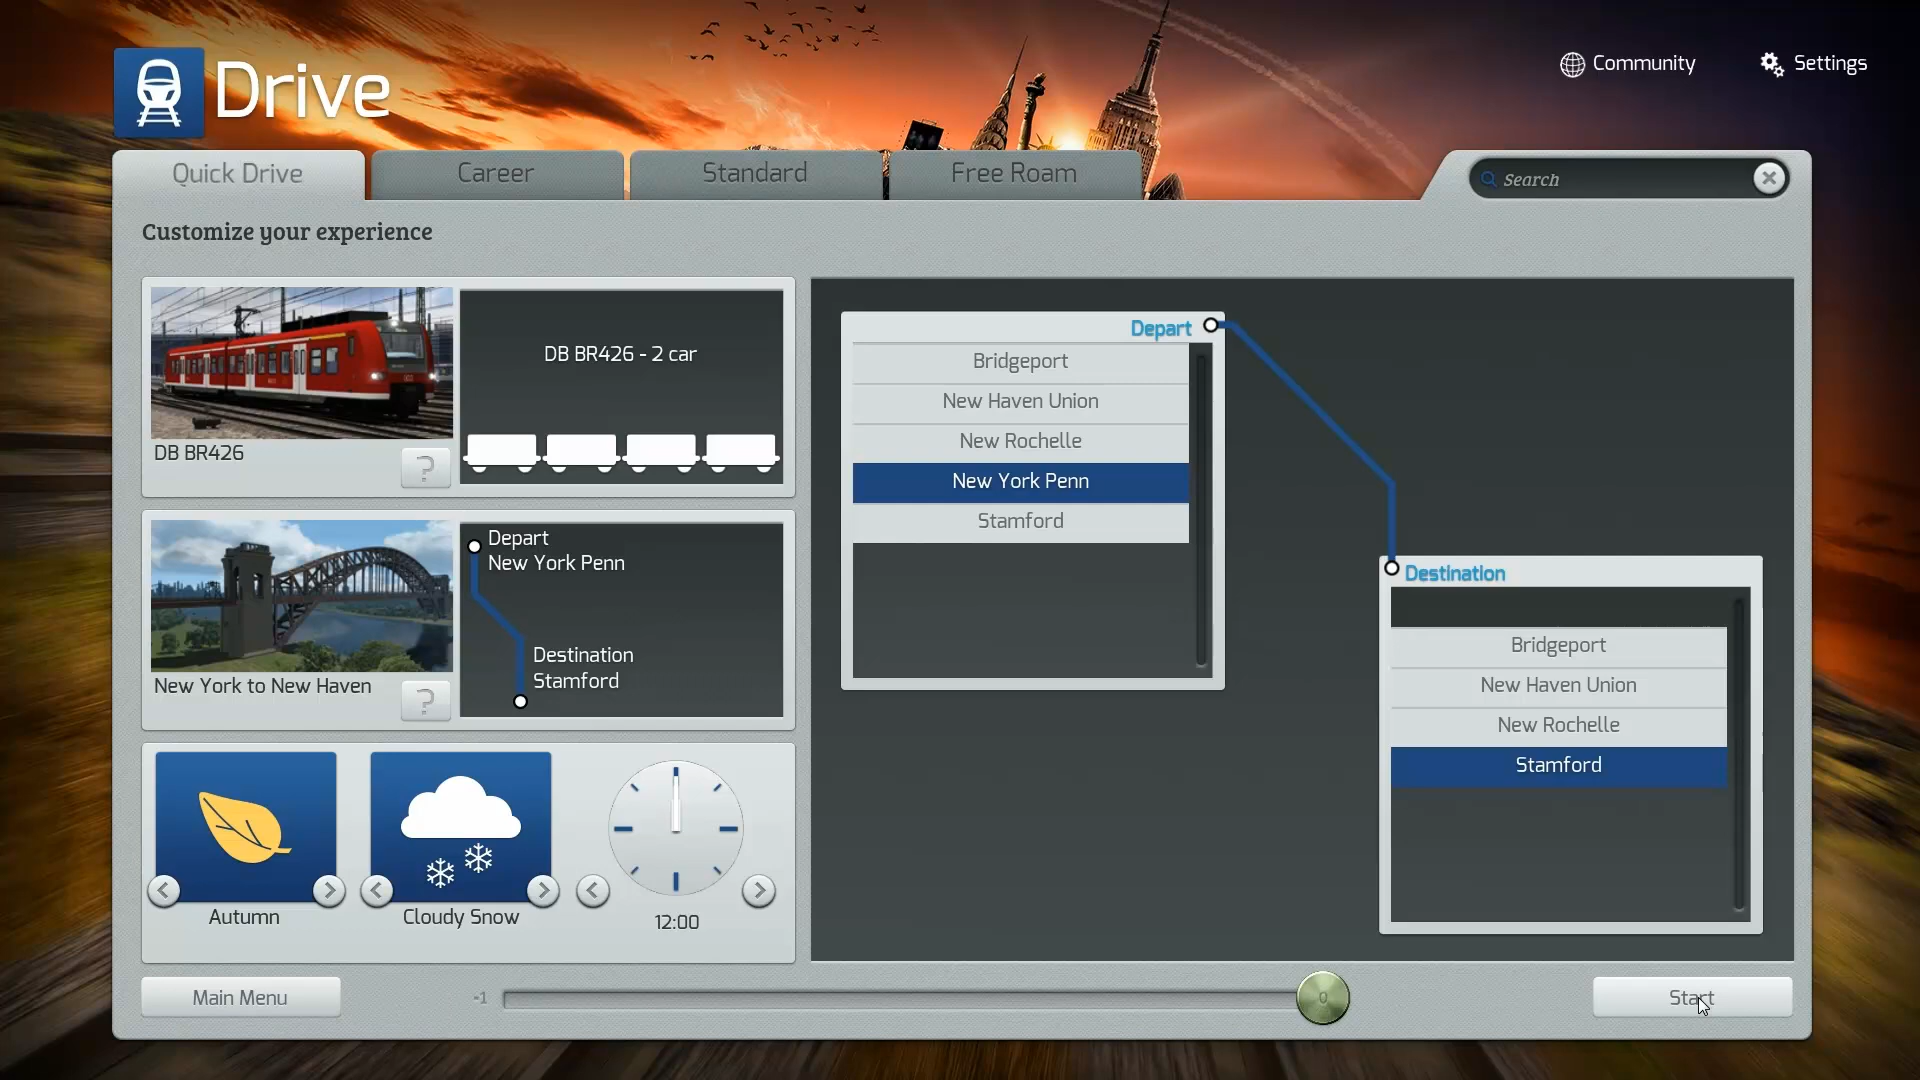 Drive
Community
Settings
Quick Drive
Career
Standard
Free Roam
Search
Customize your experience
DB BR426
?
DB BR426 - 2 car
New York to New Haven
?
Depart
New York Penn
Destination
Stamford
Autumn
Cloudy Snow
12:00
Depart
Bridgeport
New Haven Union
New Rochelle
New York Penn
Stamford
Destination
Bridgeport
New Haven Union
New Rochelle
Stamford
Main Menu
-1
0
Start